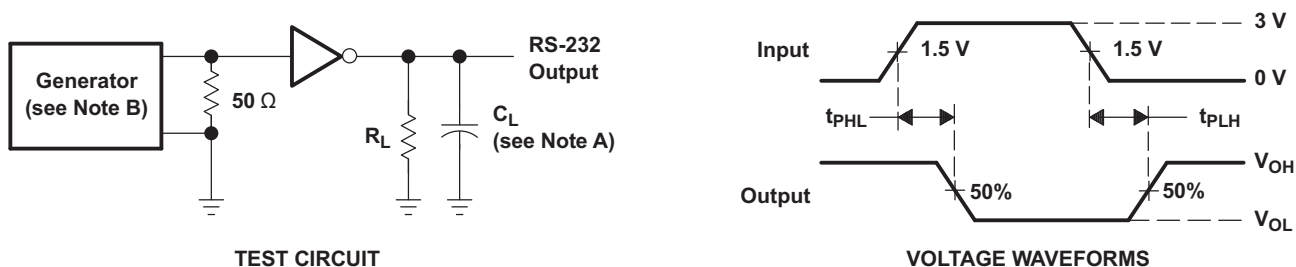 Generator
(see Note B)
50 Ω
RS-232
Output
R_L
C_L
(see Note A)
TEST CIRCUIT
Input
1.5 V
1.5 V
3 V
0 V
t_PHL
t_PLH
Output
50%
50%
V_OH
V_OL
VOLTAGE WAVEFORMS